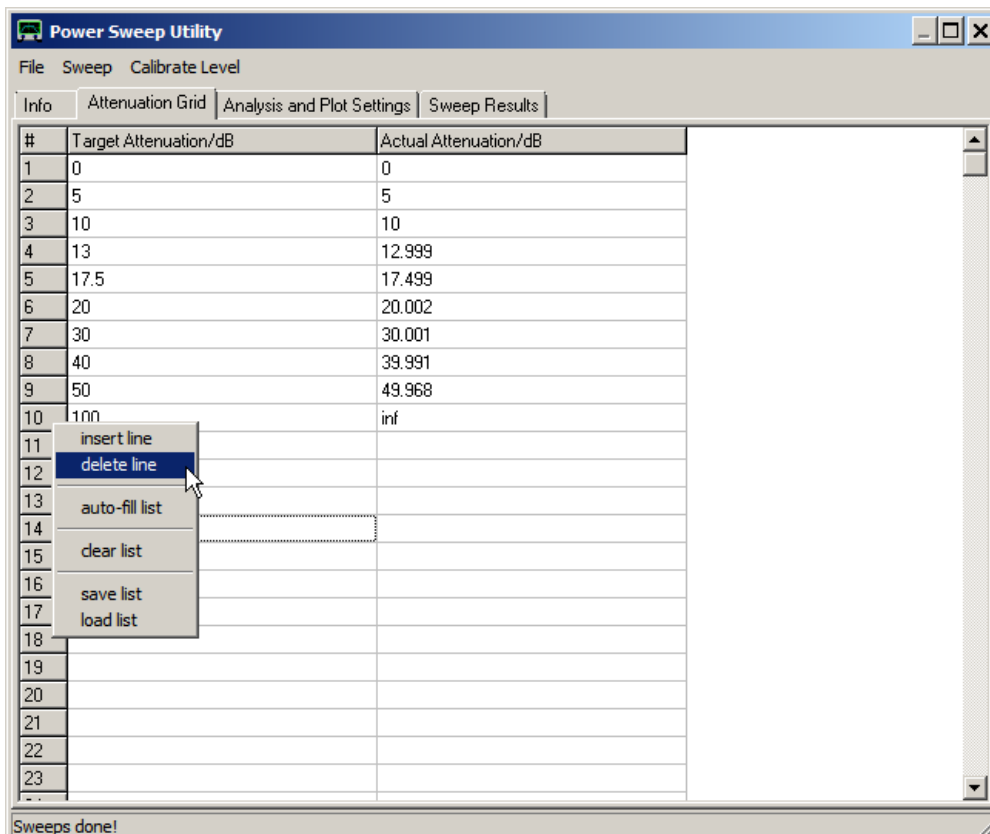 Power Sweep Utility
File Sweep Calibrate Level
Info Attenuation Grid Analysis and Plot Settings Sweep Results
# Target Attenuation/dB Actual Attenuation/dB
1 0 0
2 5 5
3 10 10
4 13 12.999
5 17.5 17.499
6 20 20.002
7 30 30.001
8 40 39.991
9 50 49.968
10 100 inf
11 insert line
12 delete line
13 auto-fill list
14
15 clear list
16 save list
17 load list
18
19
20
21
22
23
Sweeps done!